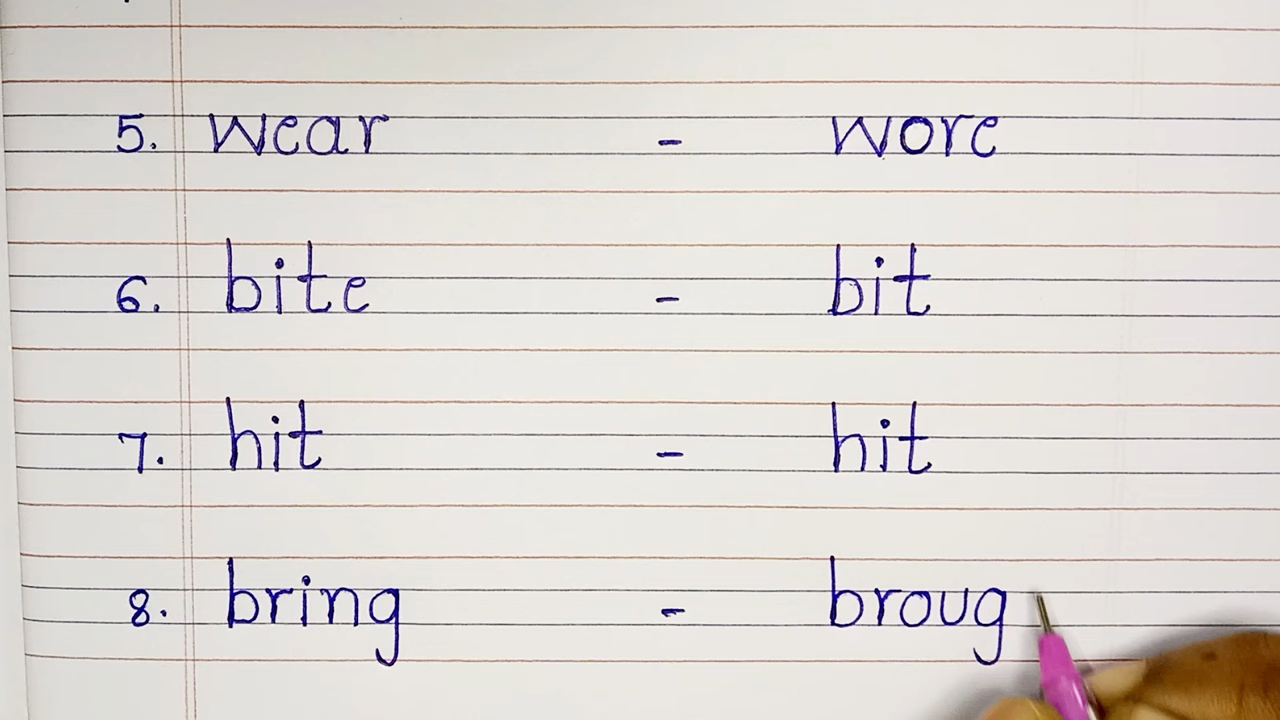 5. wear - wore
6. bite - bit
7. hit - hit
8. bring - broug